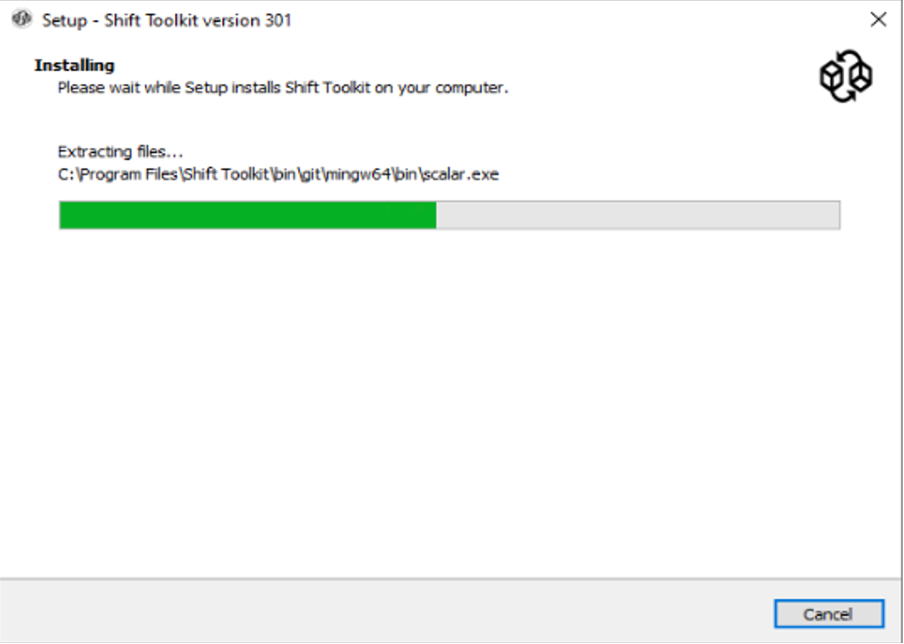 Setup - Shift Toolkit version 301
Installing
Please wait while Setup installs Shift Toolkit on your computer.
Extracting files...
C:\Program Files\Shift Toolkit\bin\git\mingw64\bin\scalar.exe
Cancel